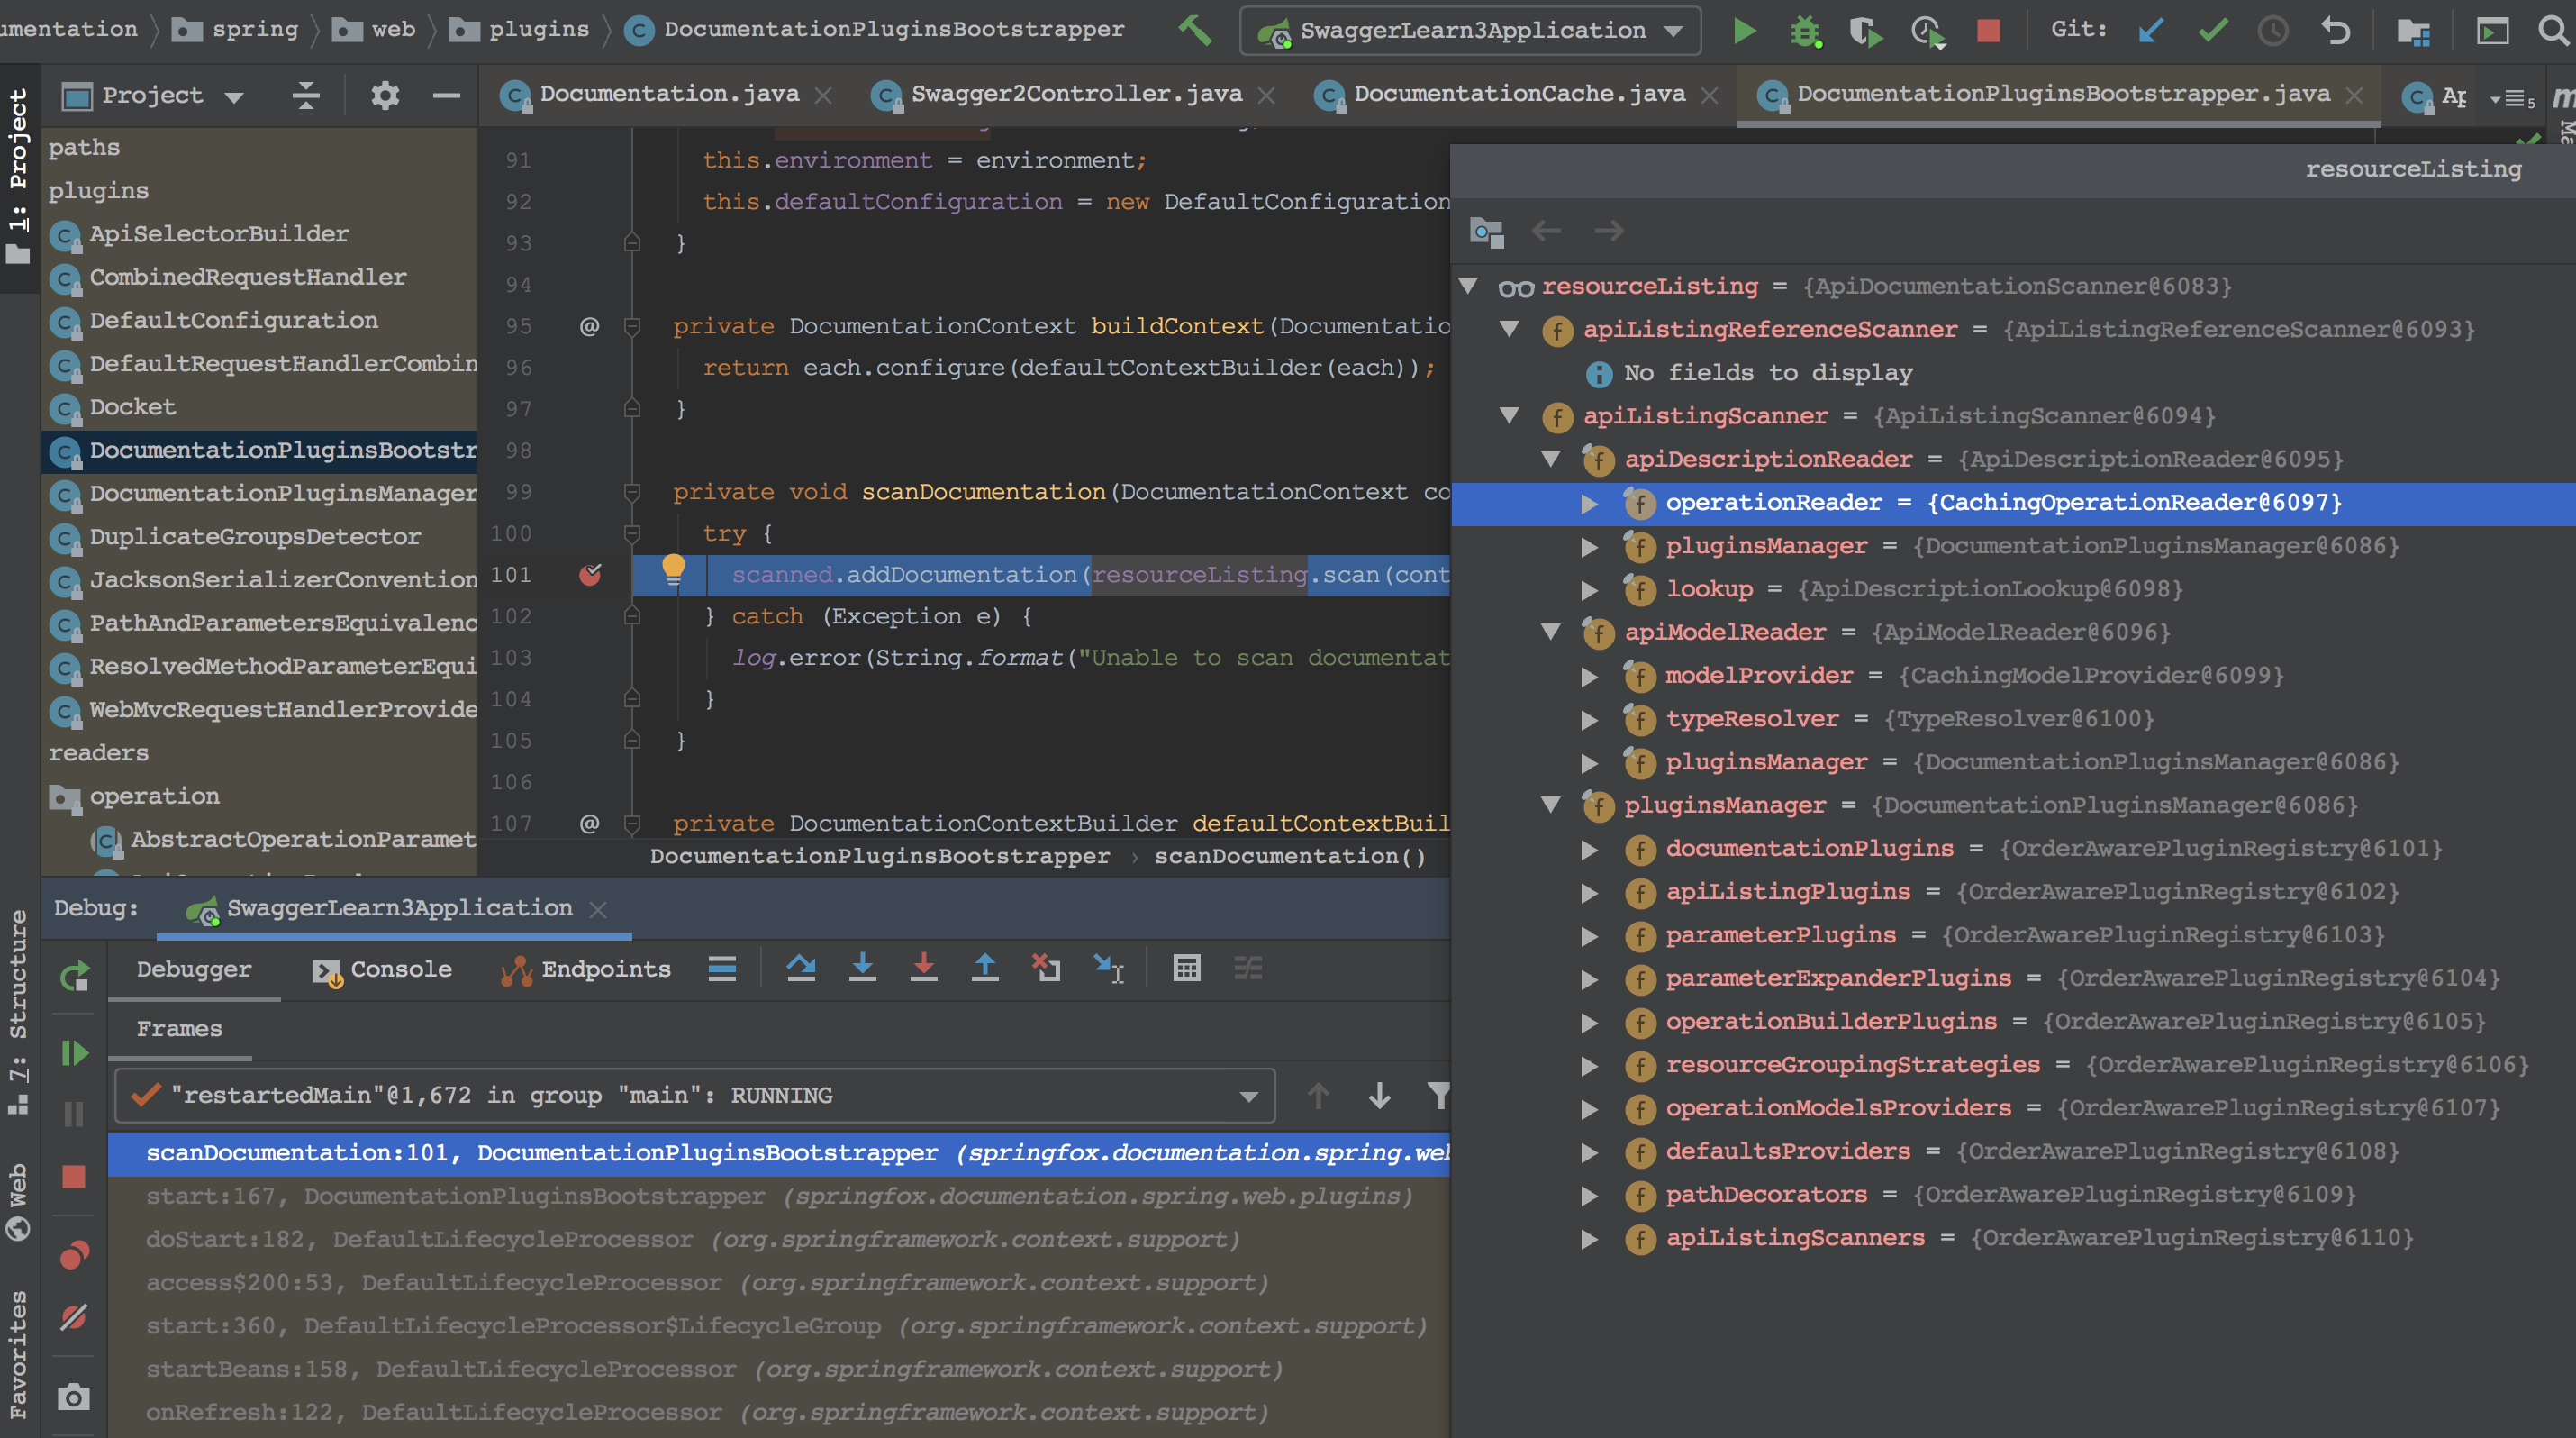 umentation spring web plugins DocumentationPluginsBootstrapper SwaggerLearn3Application Git:
1: Project
Project
Documentation.java Swagger2Controller.java DocumentationCache.java DocumentationPluginsBootstrapper.java Ap 5 m
Ma
paths
plugins
ApiSelectorBuilder
CombinedRequestHandler
DefaultConfiguration
DefaultRequestHandlerCombin
Docket
DocumentationPluginsBootstr
DocumentationPluginsManager
DuplicateGroupsDetector
JacksonSerializerConvention
PathAndParametersEquivalenc
ResolvedMethodParameterEqui
WebMvcRequestHandlerProvide
readers
operation
AbstractOperationParamet
91 this.environment = environment;
92 this.defaultConfiguration = new DefaultConfiguration
93 }
94
95 @ private DocumentationContext buildContext(Documentatio
96 return each.configure(defaultContextBuilder(each));
97 }
98
99 private void scanDocumentation(DocumentationContext co
100 try {
101 scanned.addDocumentation(resourceListing.scan(cont
102 } catch (Exception e) {
103 log.error(String.format("Unable to scan documentat
104 }
105 }
106
107 @ private DocumentationContextBuilder defaultContextBuil
DocumentationPluginsBootstrapper › scanDocumentation()
resourceListing
resourceListing = {ApiDocumentationScanner@6083}
apiListingReferenceScanner = {ApiListingReferenceScanner@6093}
No fields to display
apiListingScanner = {ApiListingScanner@6094}
apiDescriptionReader = {ApiDescriptionReader@6095}
operationReader = {CachingOperationReader@6097}
pluginsManager = {DocumentationPluginsManager@6086}
lookup = {ApiDescriptionLookup@6098}
apiModelReader = {ApiModelReader@6096}
modelProvider = {CachingModelProvider@6099}
typeResolver = {TypeResolver@6100}
pluginsManager = {DocumentationPluginsManager@6086}
pluginsManager = {DocumentationPluginsManager@6086}
documentationPlugins = {OrderAwarePluginRegistry@6101}
apiListingPlugins = {OrderAwarePluginRegistry@6102}
parameterPlugins = {OrderAwarePluginRegistry@6103}
parameterExpanderPlugins = {OrderAwarePluginRegistry@6104}
operationBuilderPlugins = {OrderAwarePluginRegistry@6105}
resourceGroupingStrategies = {OrderAwarePluginRegistry@6106}
operationModelsProviders = {OrderAwarePluginRegistry@6107}
defaultsProviders = {OrderAwarePluginRegistry@6108}
pathDecorators = {OrderAwarePluginRegistry@6109}
apiListingScanners = {OrderAwarePluginRegistry@6110}
7: Structure
Web
Favorites
Debug: SwaggerLearn3Application
Debugger Console Endpoints
Frames
"restartedMain"@1,672 in group "main": RUNNING
scanDocumentation:101, DocumentationPluginsBootstrapper (springfox.documentation.spring.web
start:167, DocumentationPluginsBootstrapper (springfox.documentation.spring.web.plugins)
doStart:182, DefaultLifecycleProcessor (org.springframework.context.support)
access$200:53, DefaultLifecycleProcessor (org.springframework.context.support)
start:360, DefaultLifecycleProcessor$LifecycleGroup (org.springframework.context.support)
startBeans:158, DefaultLifecycleProcessor (org.springframework.context.support)
onRefresh:122, DefaultLifecycleProcessor (org.springframework.context.support)